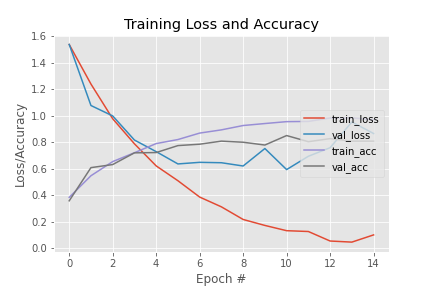 Training Loss and Accuracy
1.6
1.4
1.2
1.0
0.8
0.6
0.4
0.2
0.0
Loss/Accuracy
train_loss
val_loss
train_acc
val_acc
0 2 4 6 8 10 12 14
Epoch #